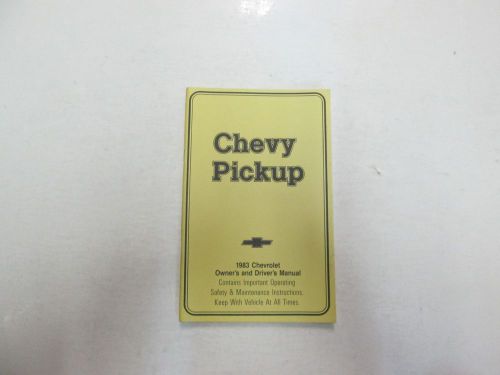 Chevy
Pickup
1983 Chevrolet
Owner's and Driver's Manual
Contains Important Operating
Safety & Maintenance Instructions.
Keep With Vehicle At All Times.